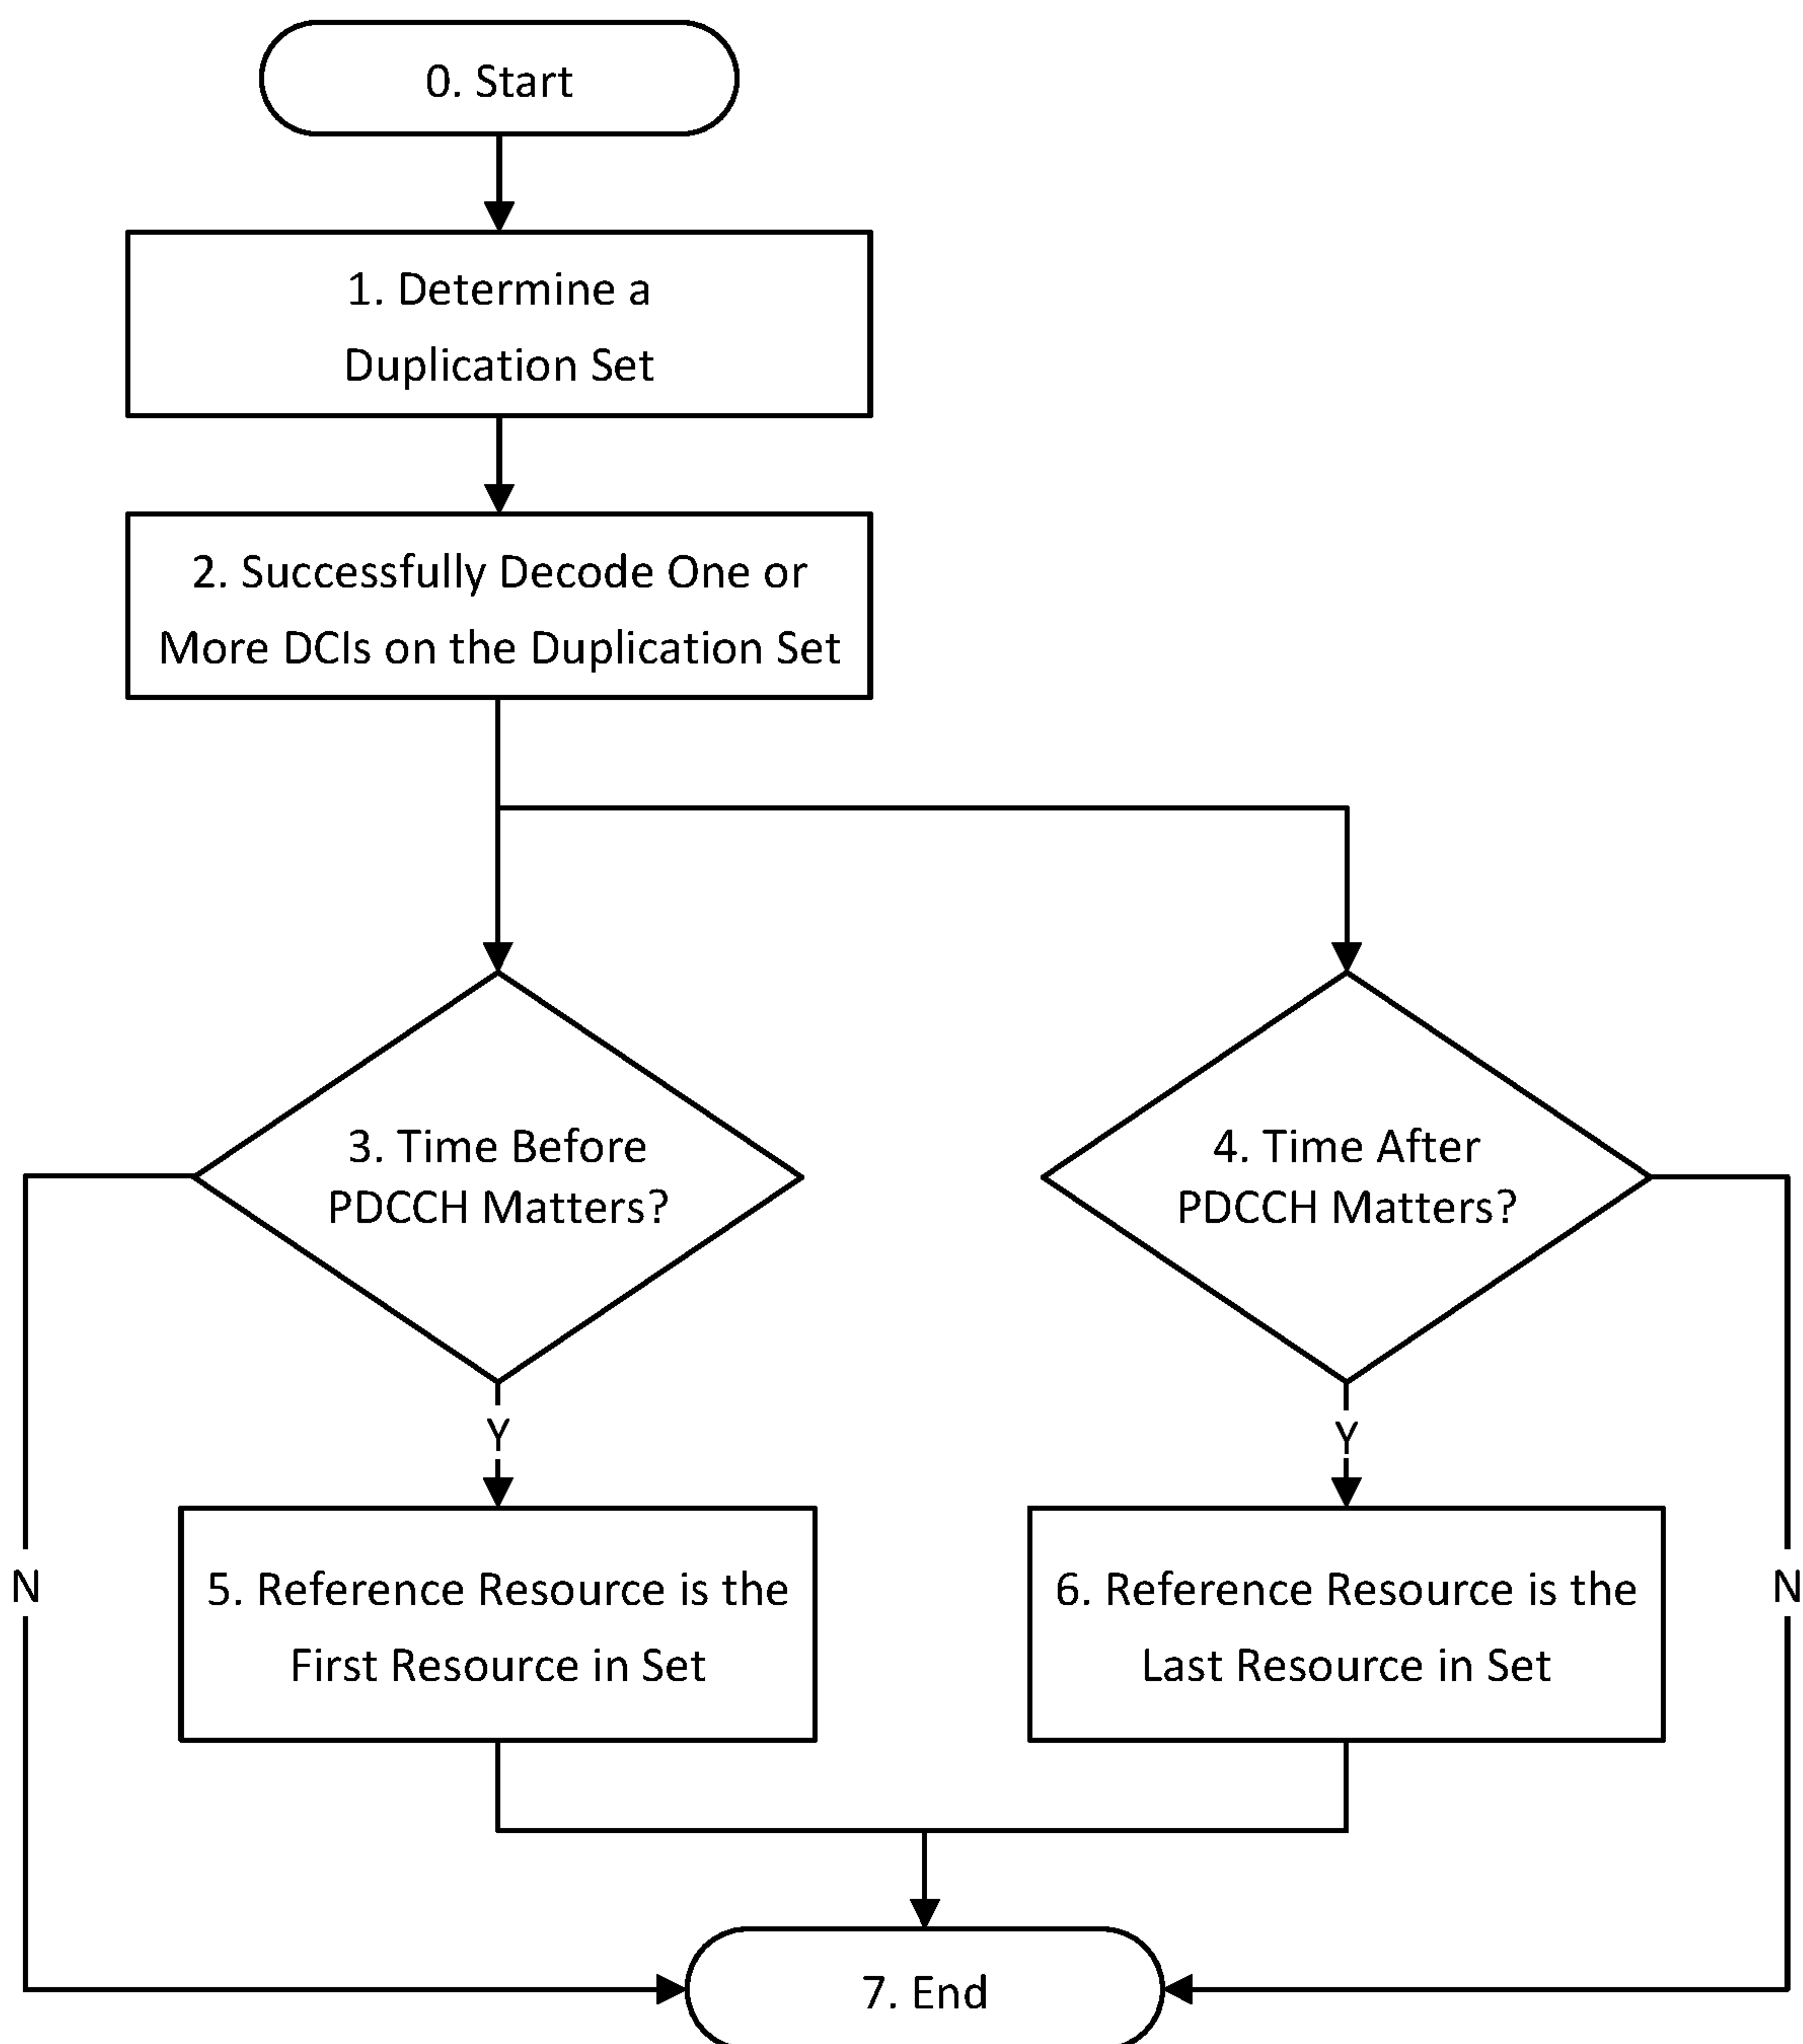 0. Start
1. Determine a
Duplication Set
2. Successfully Decode One or
More DCIs on the Duplication Set
3. Time Before
PDCCH Matters?
4. Time After
PDCCH Matters?
Y
Y
N
5. Reference Resource is the
First Resource in Set
6. Reference Resource is the
Last Resource in Set
N
7. End